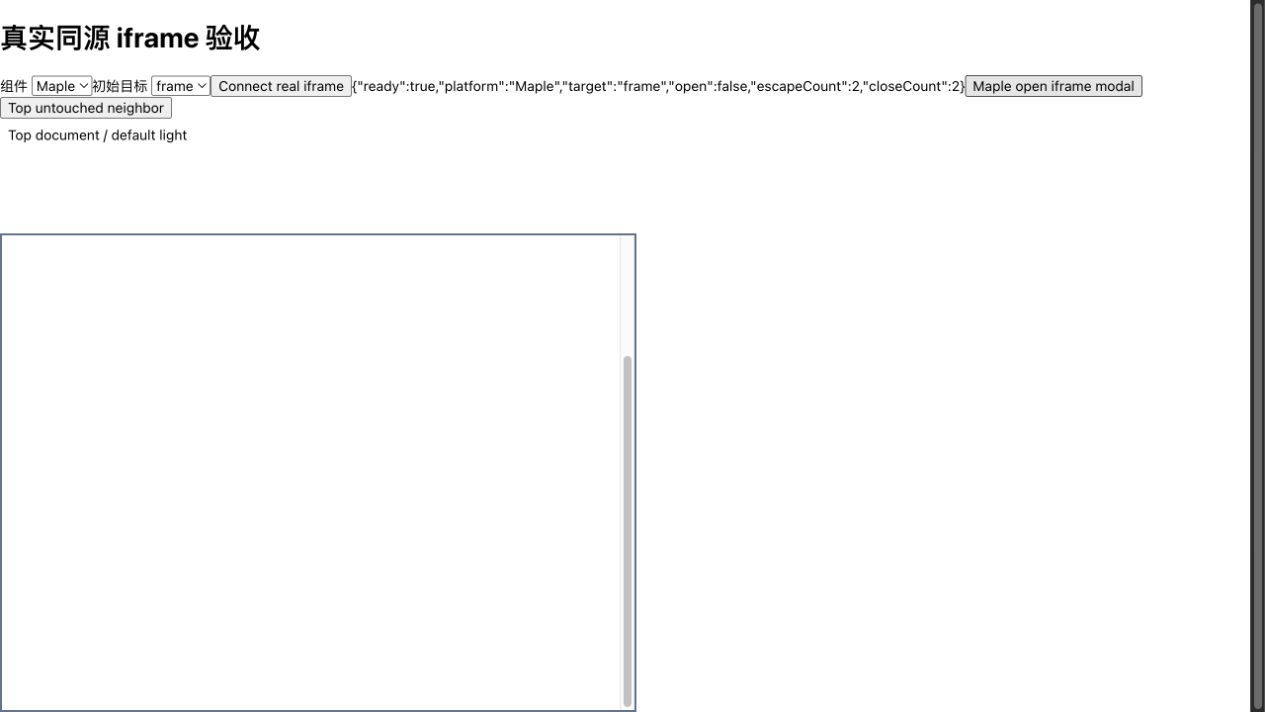 真实同源 iframe 验收
组件 Maple 初始目标 frame Connect real iframe {"ready":true,"platform":"Maple","target":"frame","open":false,"escapeCount":2,"closeCount":2} Maple open iframe modal
Top untouched neighbor
Top document / default light